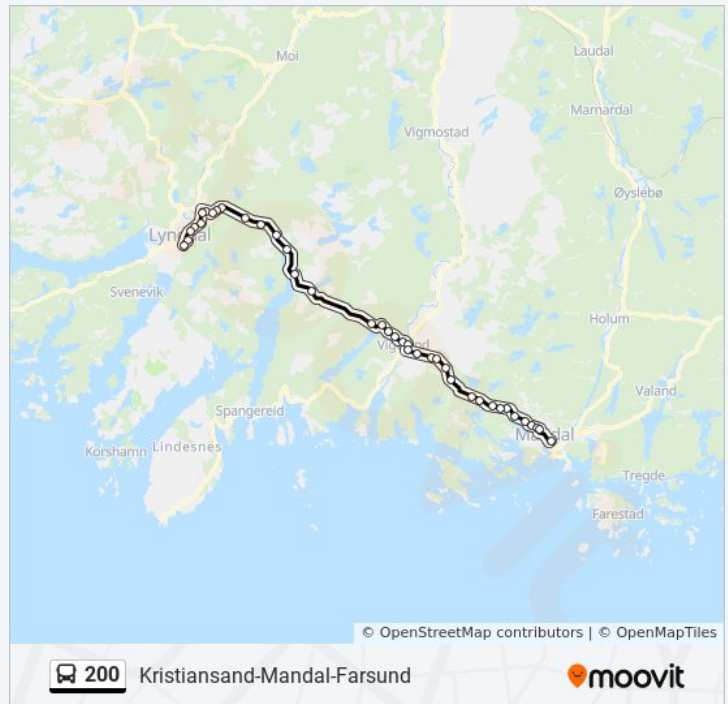 Moi
Laudal
Marnardal
Vigmostad
Øyslebø
Lyngdal
Svenevik
Holum
Vigeland
Valand
Spangereid
Mandal
Korshamn
Lindesnes
Tregde
Farestad
© OpenStreetMap contributors | © OpenMapTiles
200 Kristiansand-Mandal-Farsund
moovit